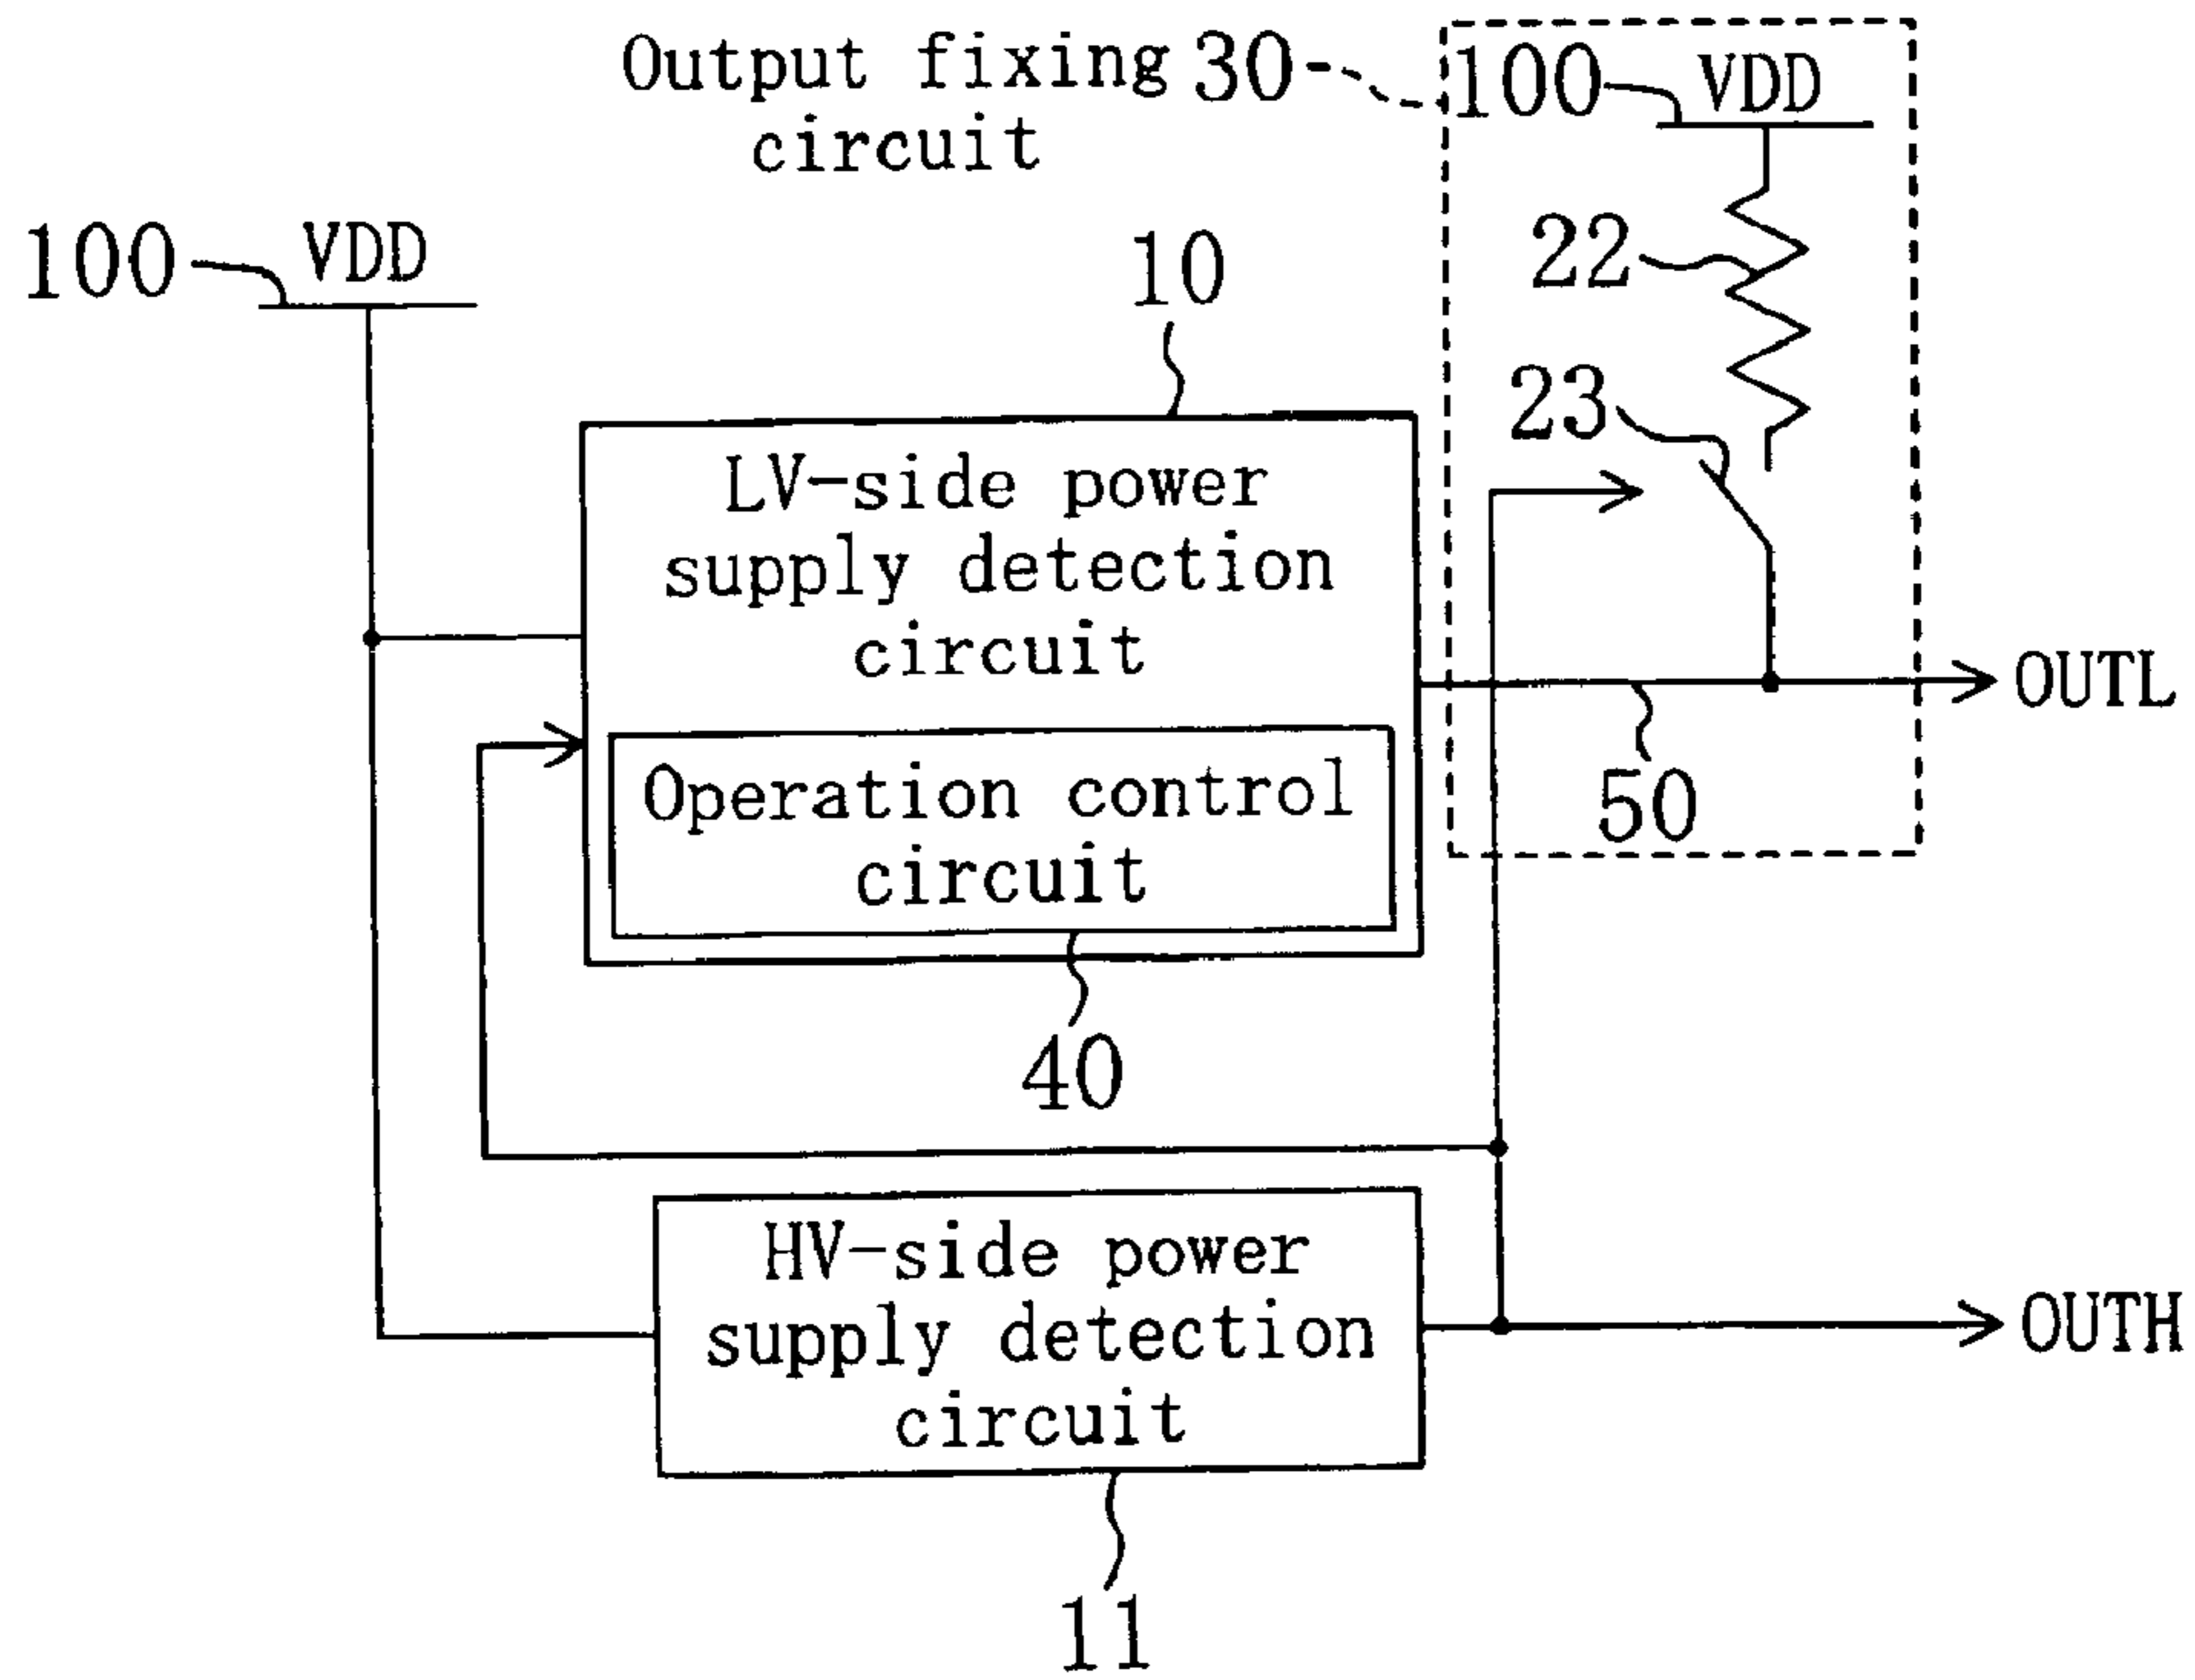 Output fixing 30
circuit
100 VDD
100 VDD
10
22
23
LV-side power
supply detection
circuit
OUTL
50
Operation control
circuit
40
HV-side power
supply detection
circuit
OUTH
11